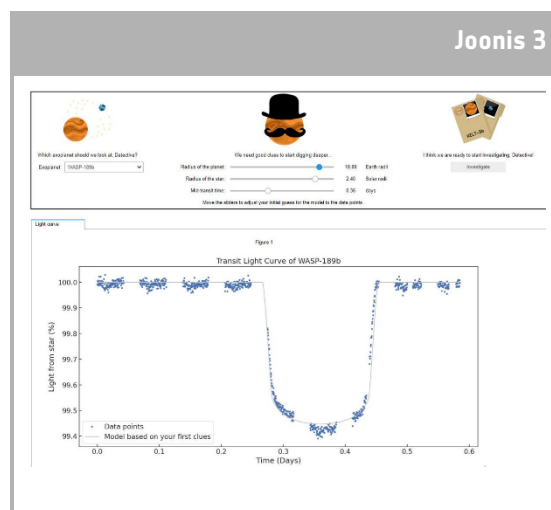 Joonis 3
KELT-3b
Which exoplanet should we look at, Detective?
We need good clues to start digging deeper...
I think we are ready to start investigating, Detective!
Exoplanet: WASP-189b
Radius of the planet: Earth radii
Investigate
Radius of the star: 2.40 Solar radii
Mid-transit time: 0.36 days
Move the sliders to adjust your initial guess for the model to the data points.
Light curve
Figure 1
Transit Light Curve of WASP-189b
Light from star (%)
100.0
99.9
99.8
99.7
99.6
99.5
99.4
Data points
Model based on your first clues
0.0 0.1 0.2 0.3 0.4 0.5 0.6
Time (Days)